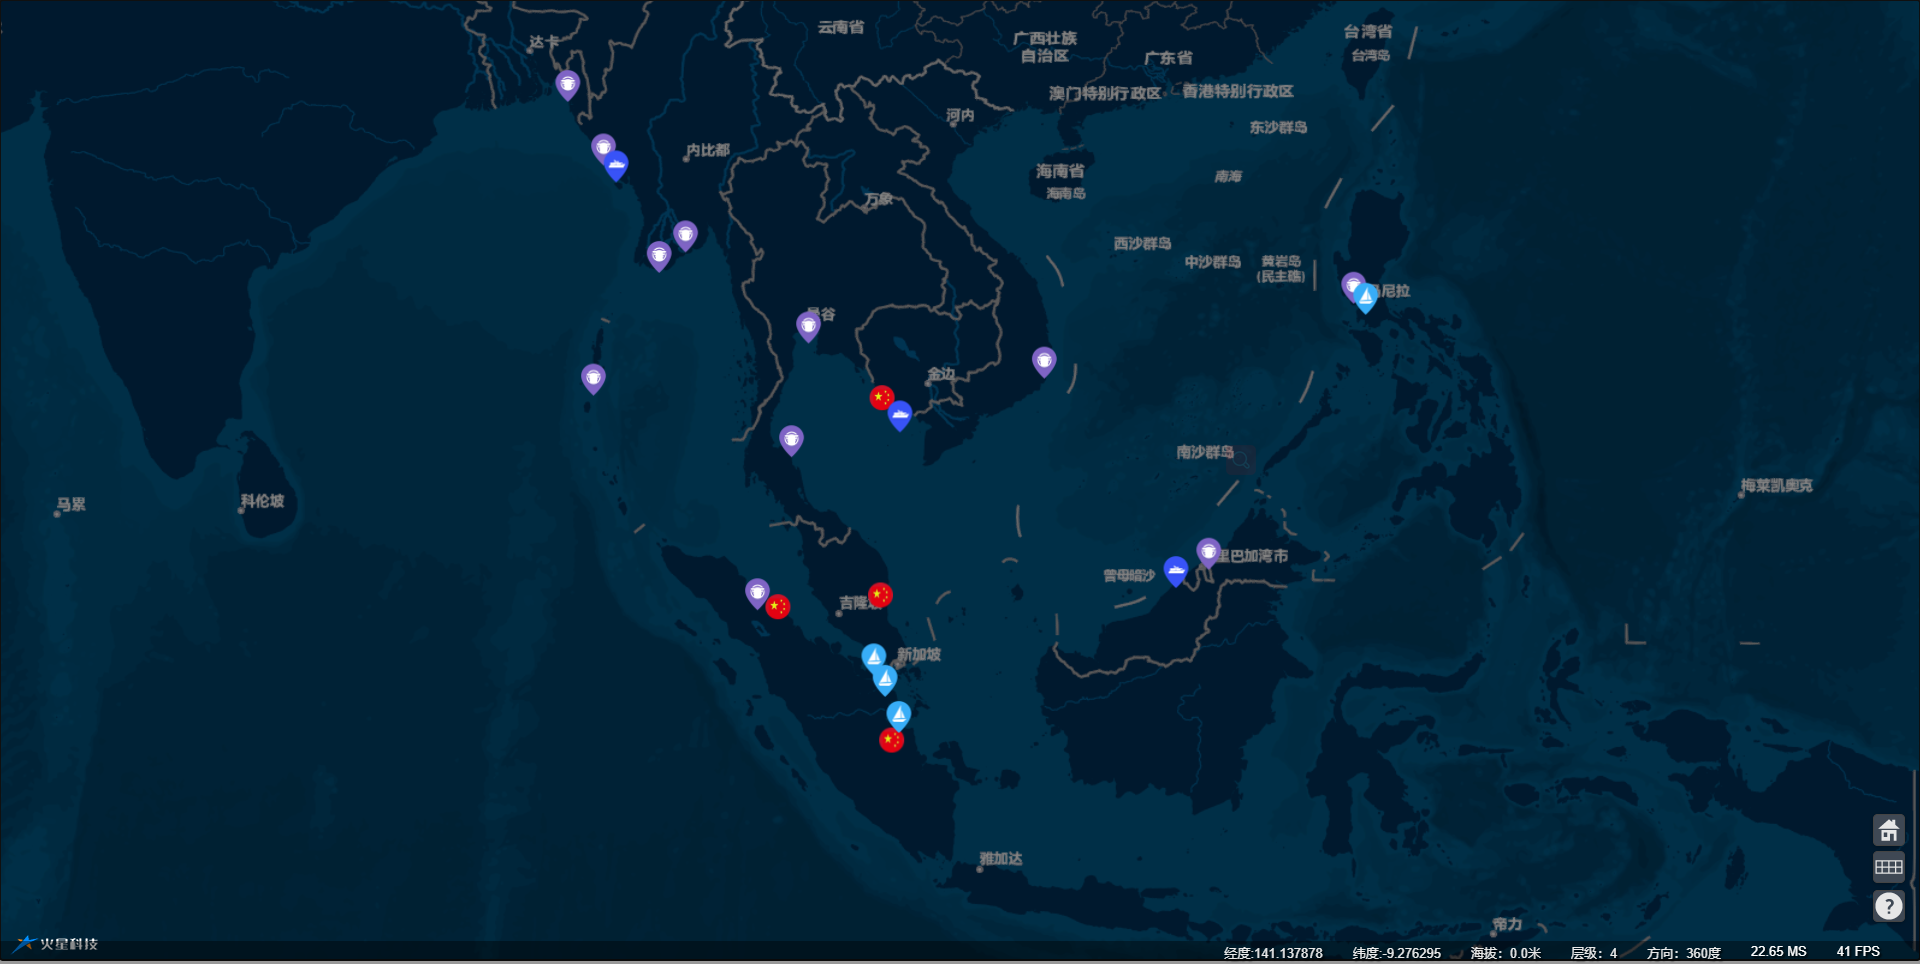 云南省
台湾省
广西壮族
自治区
达卡
台湾岛
广东省
澳门特别行政区
香港特别行政区
河内
东沙群岛
内比都
海南省
南海
海南岛
万象
西沙群岛
中沙群岛
黄岩岛
(民主礁)
尼拉
谷
金边
南沙群岛
梅莱凯奥克
马累
科伦坡
里巴加湾市
曾母暗沙
吉隆
新加坡
雅加达
帝力
火星科技
经度:141.137878 纬度:-9.276295 海拔: 0.0米 层级: 4 方向: 360度 22.65 MS 41 FPS
?